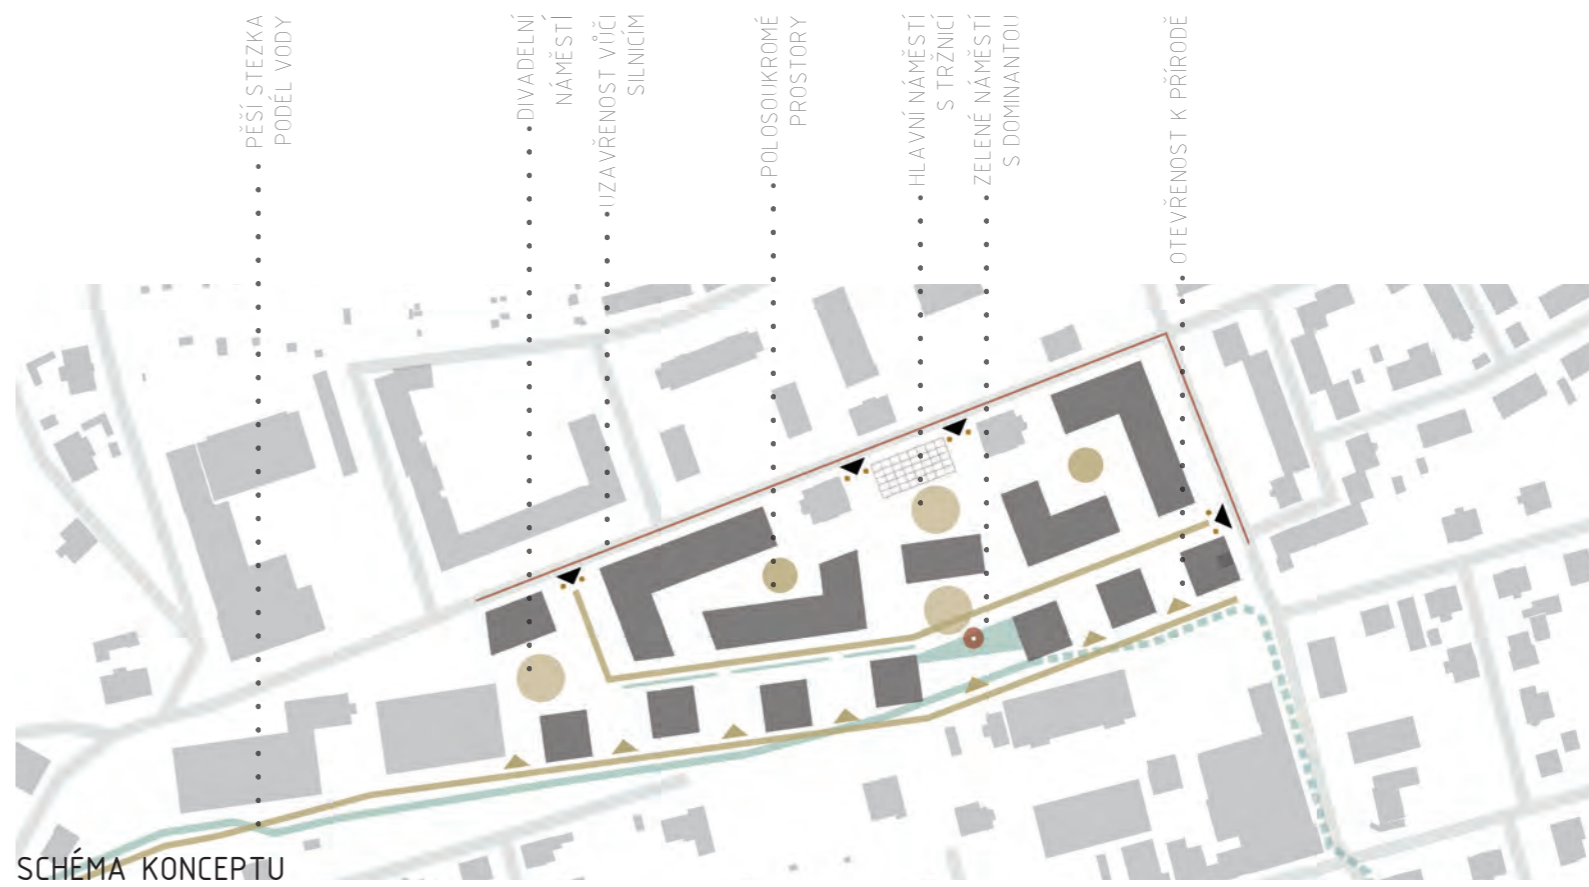 PĚŠÍ STEZKA
PODÉL VODY
DIVADELNÍ
NÁMĚSTÍ
UZAVŘENOST VŮČI
SILNICÍM
POLOSOUKROMÉ
PROSTORY
HLAVNÍ NÁMĚSTÍ
S TRŽNICÍ
ZELENÉ NÁMĚSTÍ
S DOMINANTOU
OTEVŘENOST K PŘÍRODĚ
SCHÉMA KONCEPTU